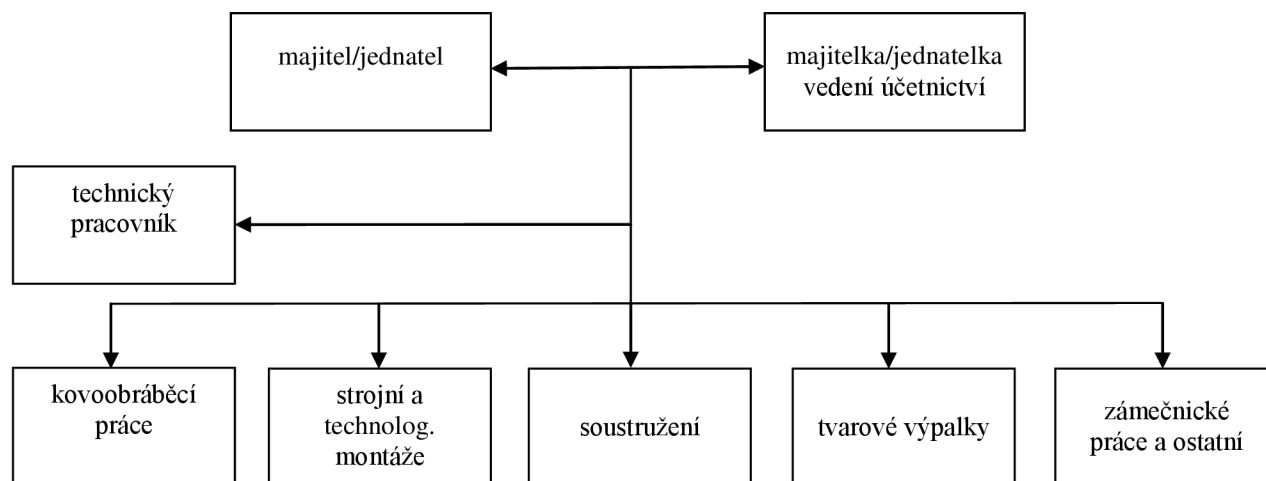 majitel/jednatel
majitelka/jednatelka
vedení účetnictví
technický
pracovník
kovoobráběcí
práce
strojní a
technolog.
montáže
soustružení
tvarové výpalky
zámečnické
práce a ostatní